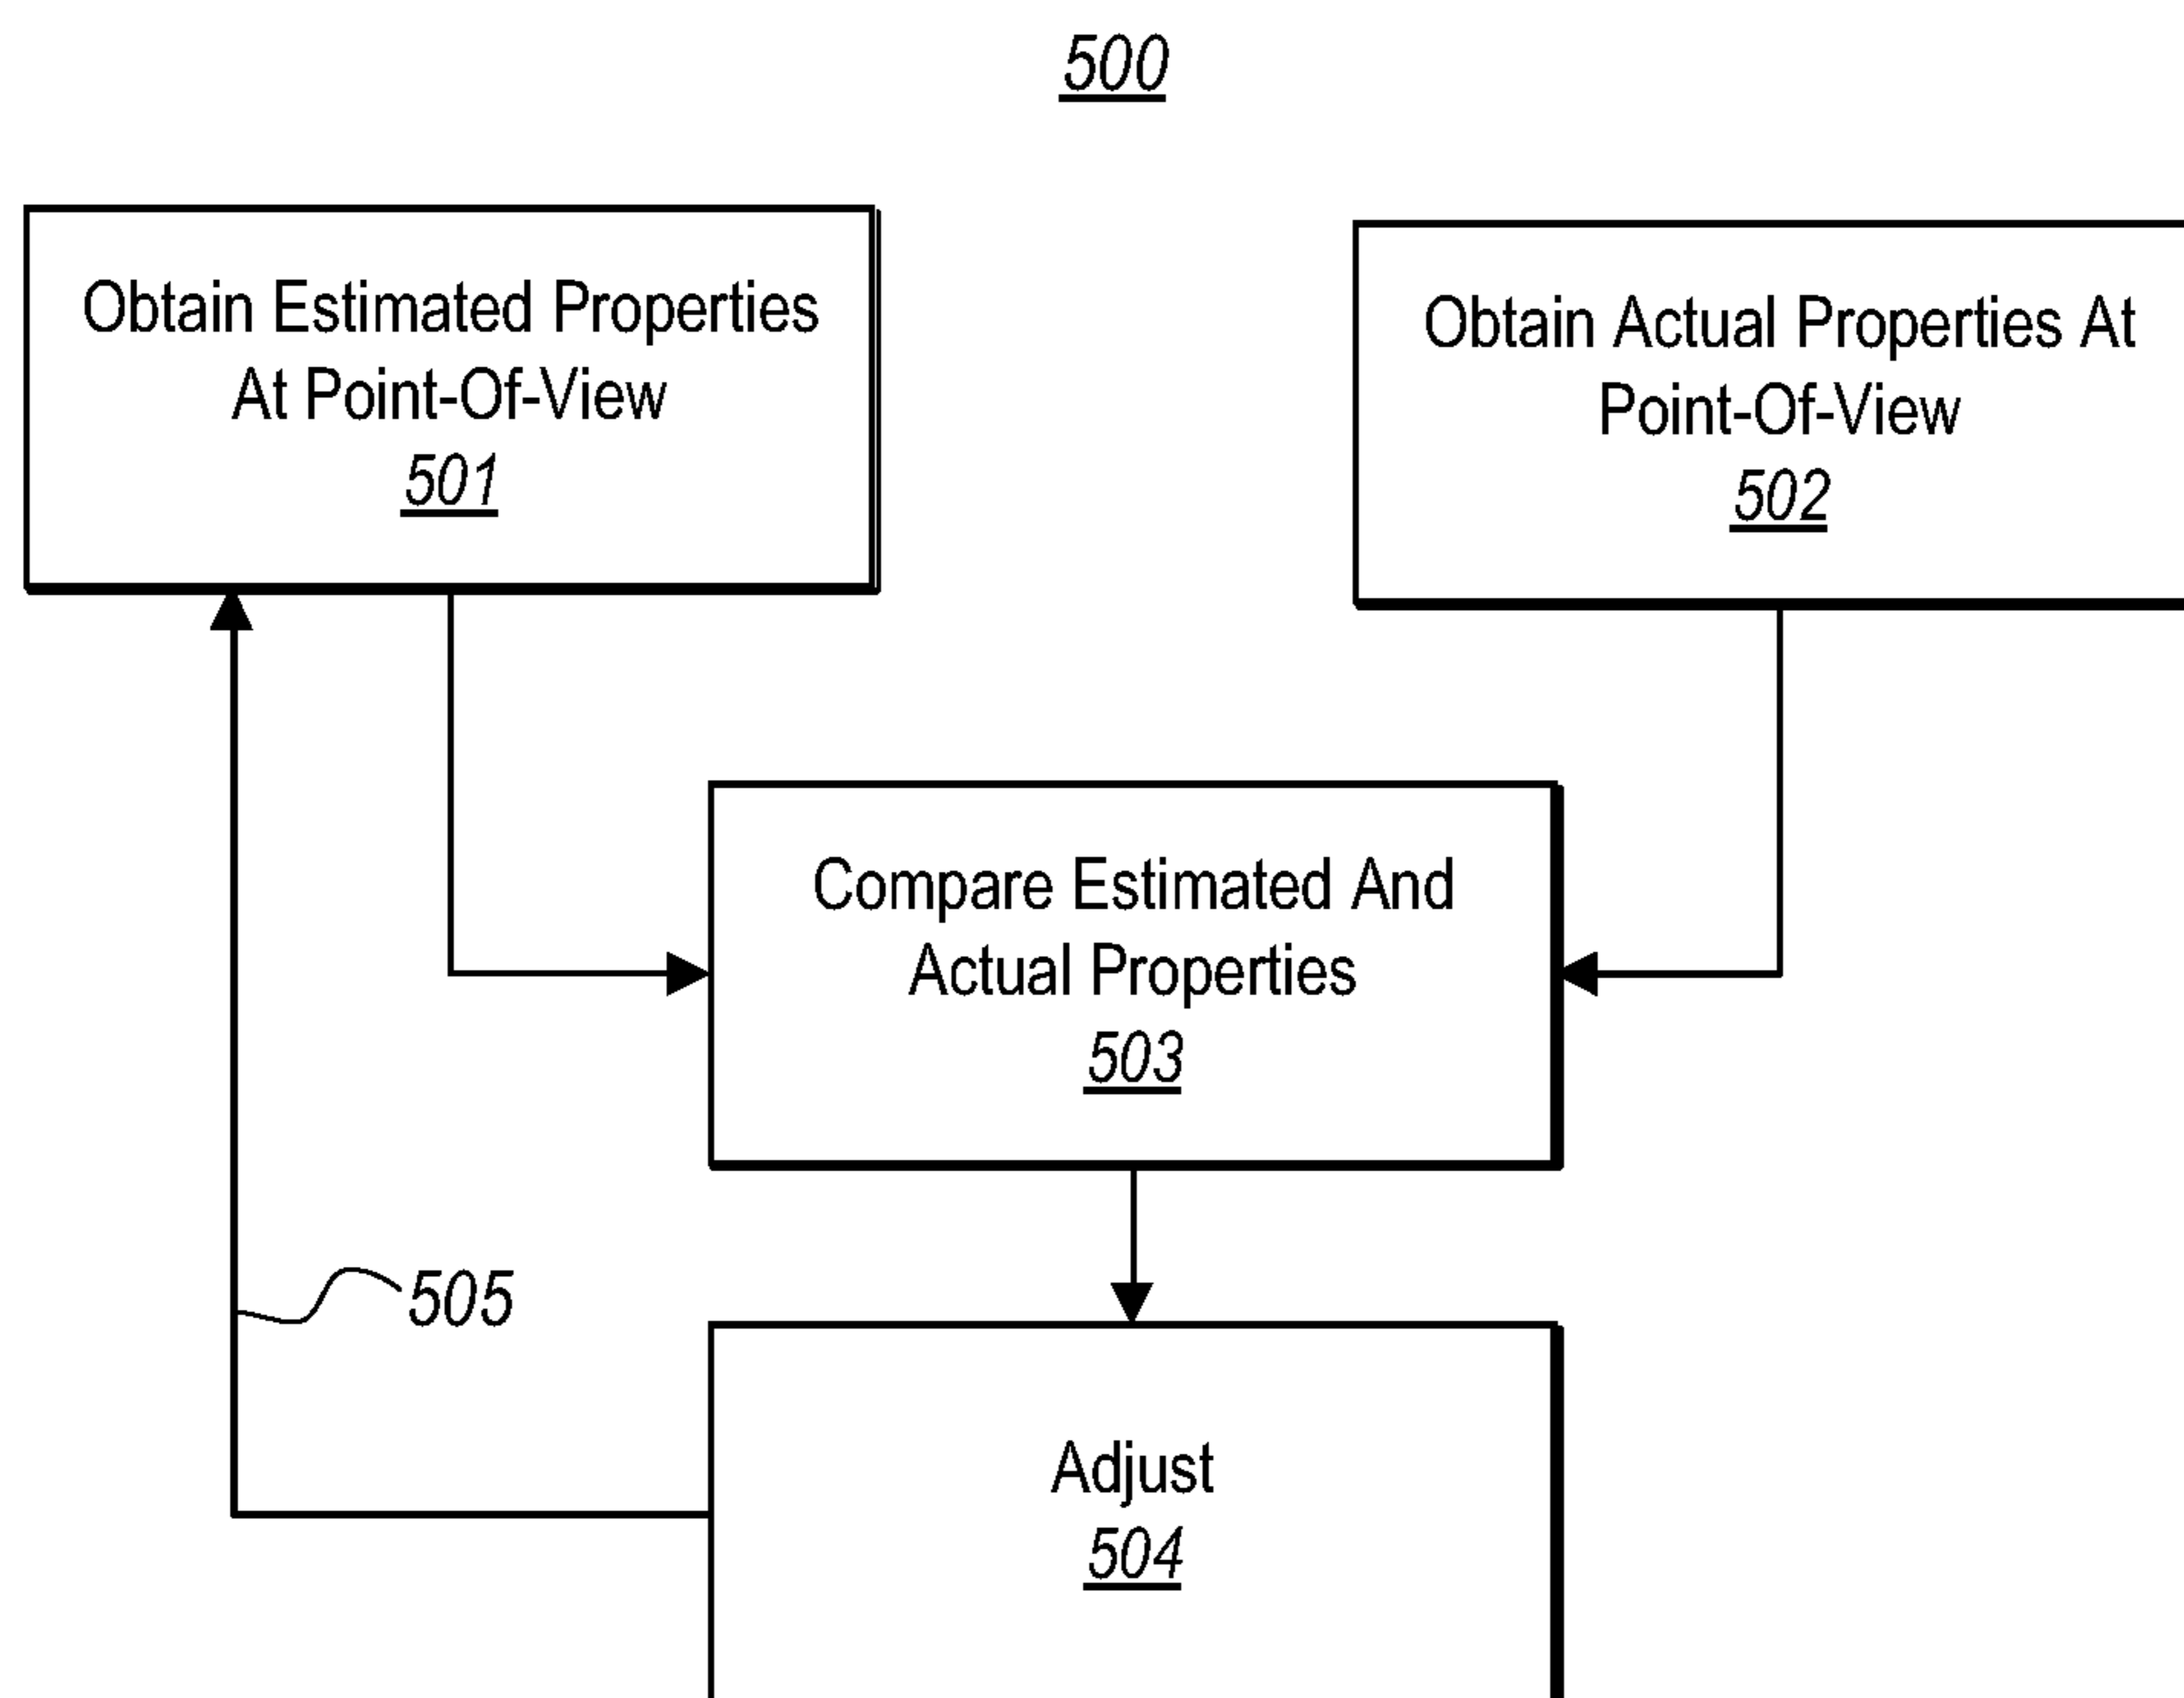 500
Obtain Estimated Properties
At Point-Of-View
501
Obtain Actual Properties At
Point-Of-View
502
Compare Estimated And
Actual Properties
503
505
Adjust
504